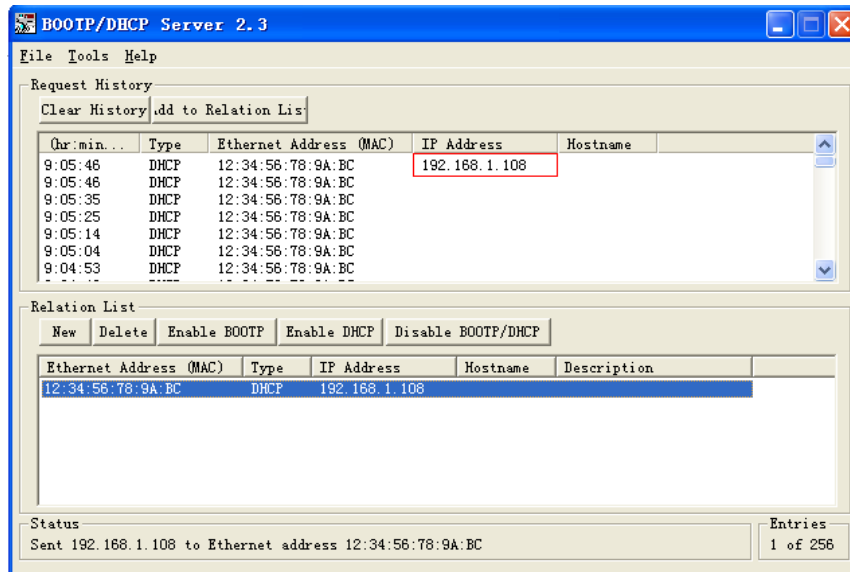 BOOTP/DHCP Server 2.3
File Tools Help
Request History
Clear History dd to Relation Lis
(hr:min... Type Ethernet Address (MAC) IP Address Hostname
9:05:46 DHCP 12:34:56:78:9A:BC 192.168.1.108
9:05:46 DHCP 12:34:56:78:9A:BC
9:05:35 DHCP 12:34:56:78:9A:BC
9:05:25 DHCP 12:34:56:78:9A:BC
9:05:14 DHCP 12:34:56:78:9A:BC
9:05:04 DHCP 12:34:56:78:9A:BC
9:04:53 DHCP 12:34:56:78:9A:BC
Relation List
New Delete Enable BOOTP Enable DHCP Disable BOOTP/DHCP
Ethernet Address (MAC) Type IP Address Hostname Description
12:34:56:78:9A:BC DHCP 192.168.1.108
Status
Sent 192.168.1.108 to Ethernet address 12:34:56:78:9A:BC
Entries
1 of 256